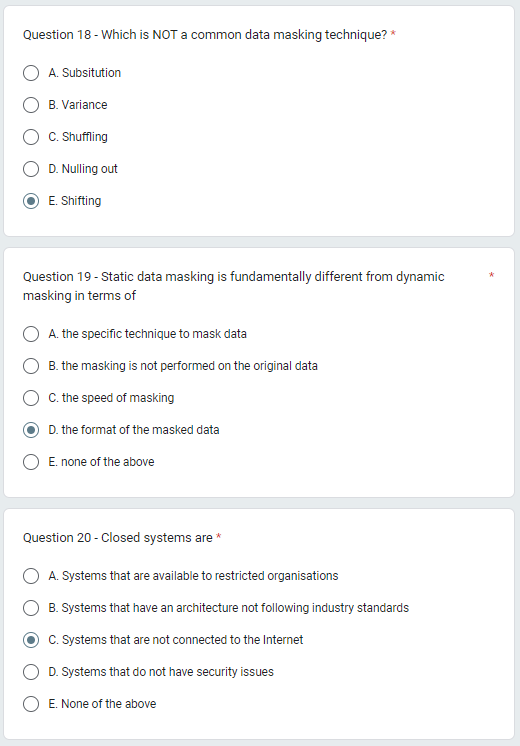 Question 18 - Which is NOT a common data masking technique? *
A. Subsitution
B. Variance
C. Shuffling
D. Nulling out
E. Shifting
Question 19 - Static data masking is fundamentally different from dynamic *
masking in terms of
A. the specific technique to mask data
B. the masking is not performed on the original data
C. the speed of masking
D. the format of the masked data
E. none of the above
Question 20 - Closed systems are *
A. Systems that are available to restricted organisations
B. Systems that have an architecture not following industry standards
C. Systems that are not connected to the Internet
D. Systems that do not have security issues
E. None of the above